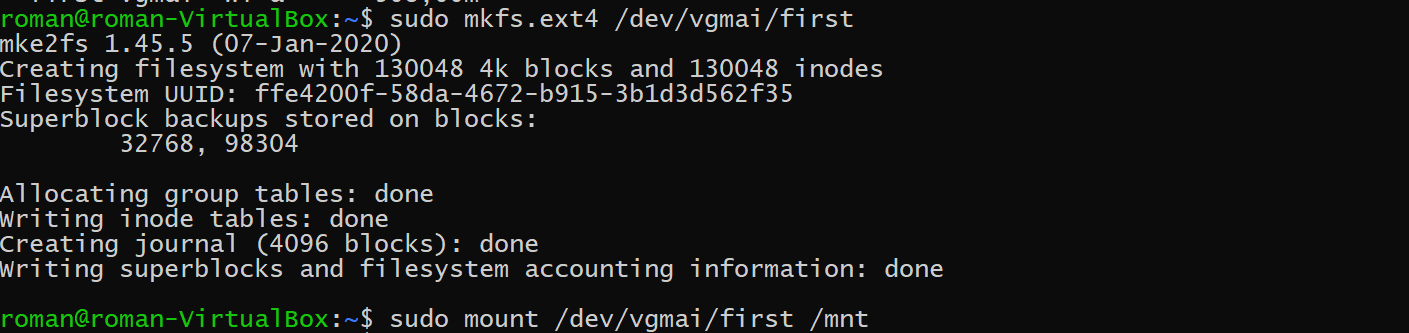 roman@roman-VirtualBox:~$ sudo mkfs.ext4 /dev/vgmai/first
mke2fs 1.45.5 (07-Jan-2020)
Creating filesystem with 130048 4k blocks and 130048 inodes
Filesystem UUID: ffe4200f-58da-4672-b915-3b1d3d562f35
Superblock backups stored on blocks:
        32768, 98304

Allocating group tables: done
Writing inode tables: done
Creating journal (4096 blocks): done
Writing superblocks and filesystem accounting information: done

roman@roman-VirtualBox:~$ sudo mount /dev/vgmai/first /mnt